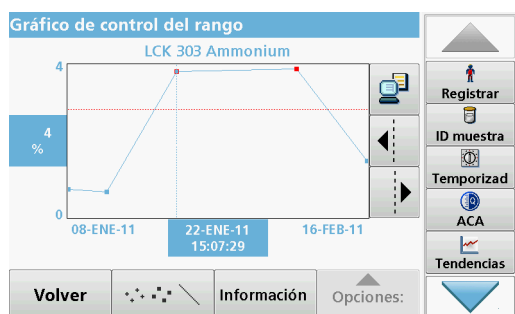 Gráfico de control del rango
LCK 303 Ammonium
4
4
%
0
08-ENE-11
22-ENE-11
15:07:29
16-FEB-11
Volver
Información
Opciones:
Registrar
ID muestra
Temporizad
ACA
Tendencias